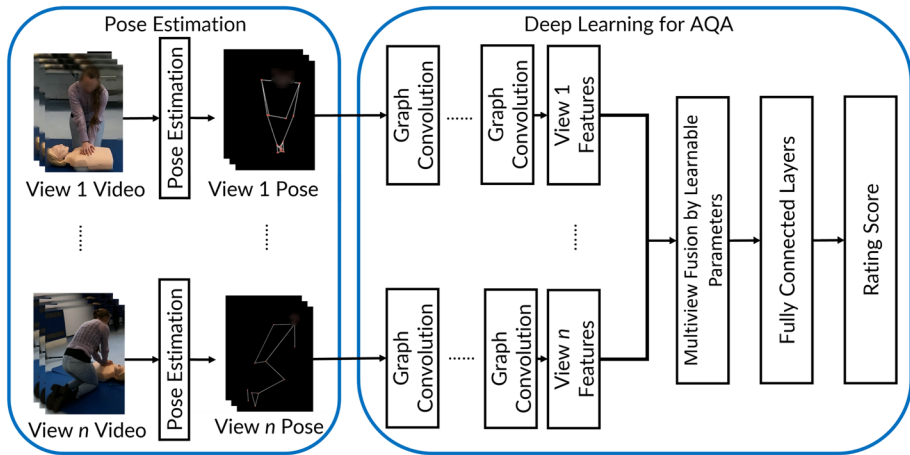 Pose Estimation
Deep Learning for AQA
Pose Estimation
Graph
Convolution
......
Graph
Convolution
View 1
Features
View 1 Video
View 1 Pose
......
......
......
Multiview Fusion by Learnable
Parameters
Fully Connected Layers
Rating Score
Pose Estimation
Graph
Convolution
......
Graph
Convolution
View n
Features
View n Video
View n Pose